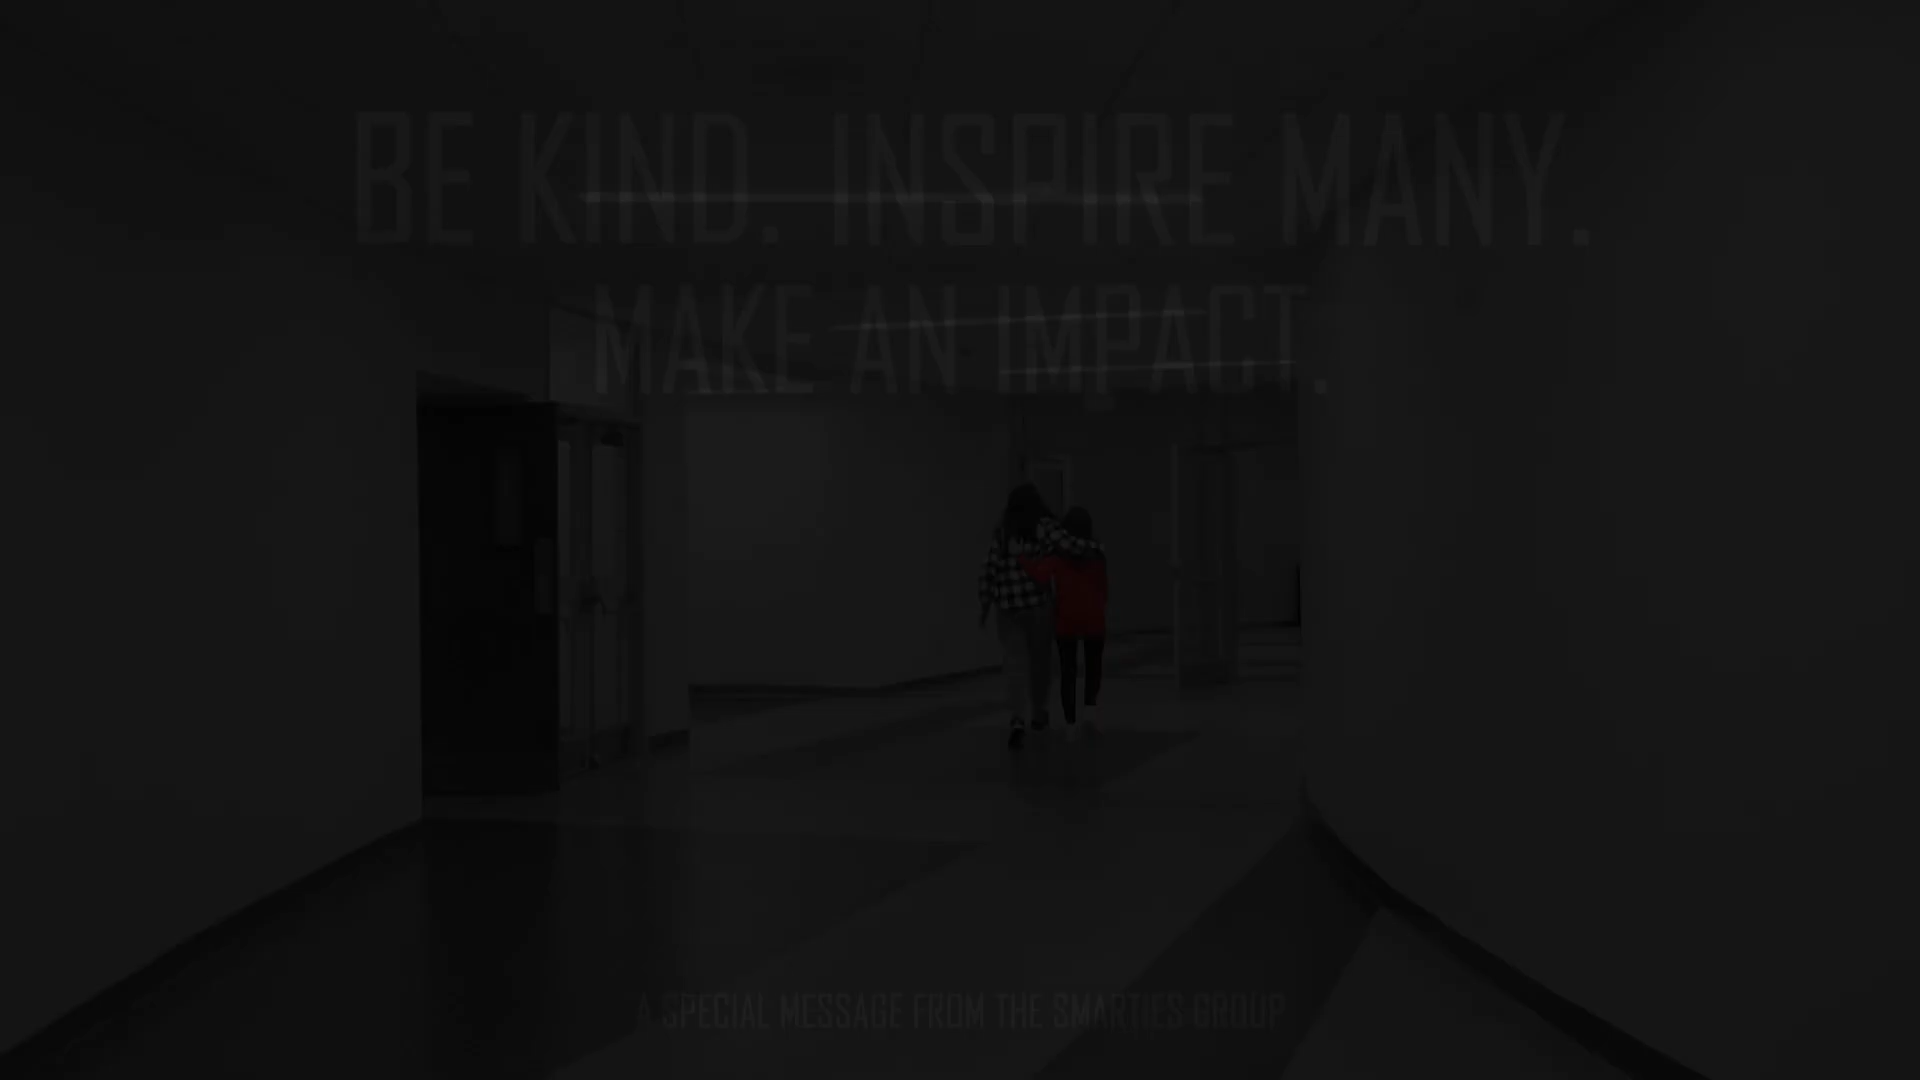 BE KIND. INSPIRE MANY.
MAKE AN IMPACT.
A SPECIAL MESSAGE FROM THE SMARTIES GROUP